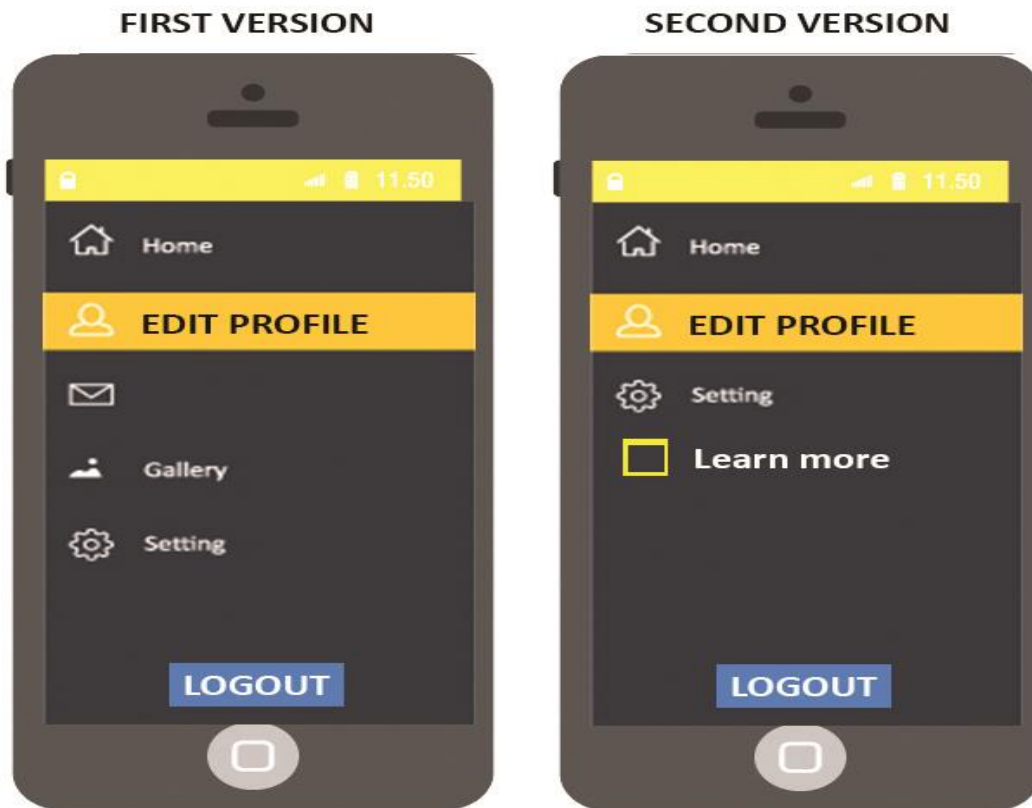 FIRST VERSION
11.50
Home
EDIT PROFILE
Gallery
Setting
LOGOUT
SECOND VERSION
11.50
Home
EDIT PROFILE
Setting
Learn more
LOGOUT